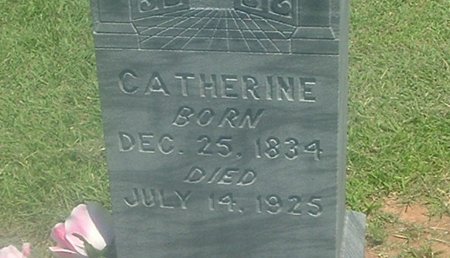 CATHERINE
BORN
DEC. 25, 1834
DIED
JULY 14, 1925